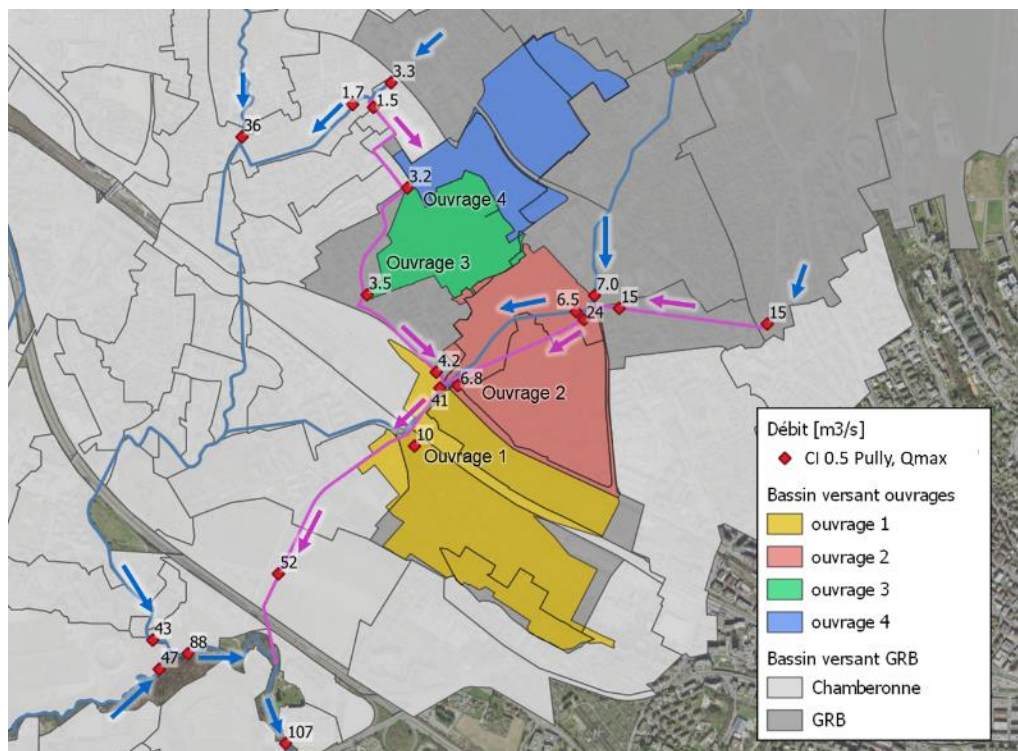 3.3
1.7
1.5
36
3.2
Ouvrage 4
Ouvrage 3
3.5
7.0
6.5
24
15
15
4.2
6.8
41
Ouvrage 2
10
Ouvrage 1
52
43
88
47
107
Débit [m3/s]
CI 0.5 Pully, Qmax
Bassin versant ouvrages
ouvrage 1
ouvrage 2
ouvrage 3
ouvrage 4
Bassin versant GRB
Chamberonne
GRB